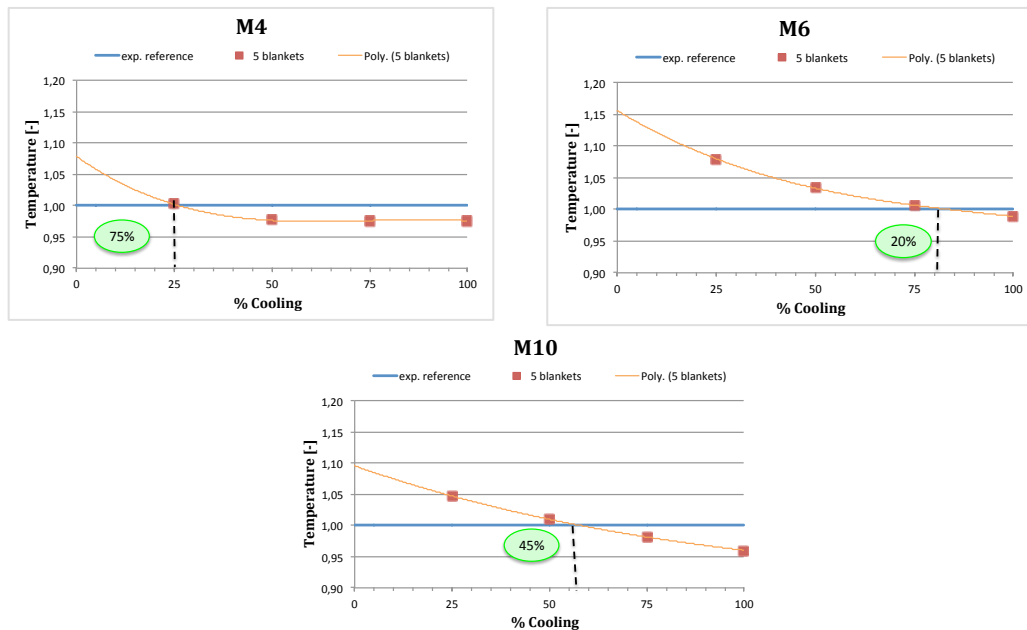 M4
exp. reference 5 blankets Poly. (5 blankets)
1,20
1,15
1,10
1,05
1,00
0,95
0,90
Temperature [-]
75%
0 25 50 75 100
% Cooling
M6
exp. reference 5 blankets Poly. (5 blankets)
1,20
1,15
1,10
1,05
1,00
0,95
0,90
Temperature [-]
20%
0 25 50 75 100
% Cooling
M10
exp. reference 5 blankets Poly. (5 blankets)
1,20
1,15
1,10
1,05
1,00
0,95
0,90
Temperature [-]
45%
0 25 50 75 100
% Cooling